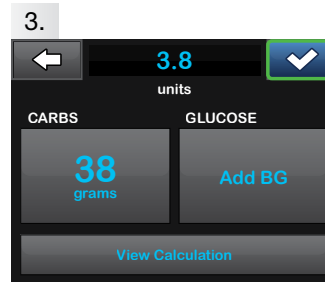 3.
3.8
units
CARBS GLUCOSE
38
grams
Add BG
View Calculation